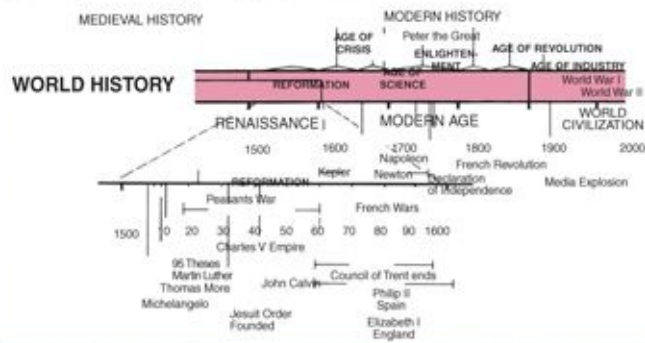 MEDIEVAL HISTORY
MODERN HISTORY
AGE OF CRISIS
Peter the Great
ENLIGHTEN-
MENT
AGE OF REVOLUTION
AGE OF INDUSTRY
WORLD HISTORY
REFORMATION
AGE OF SCIENCE
World War I
World War II
RENAISSANCE
MODERN AGE
WORLD CIVILIZATION
1500 1600 1700 1800 1900 2000
Napoleon
French Revolution
REFORMATION
Kepler
Newton
Declaration of Independence
Media Explosion
Peasants War
French Wars
1500 10 20 30 40 50 60 70 80 90 1600
Charles V Empire
95 Theses
Martin Luther
Thomas More
Michelangelo
John Calvin
Council of Trent ends
Jesuit Order
Founded
Philip II
Spain
Elizabeth I
England